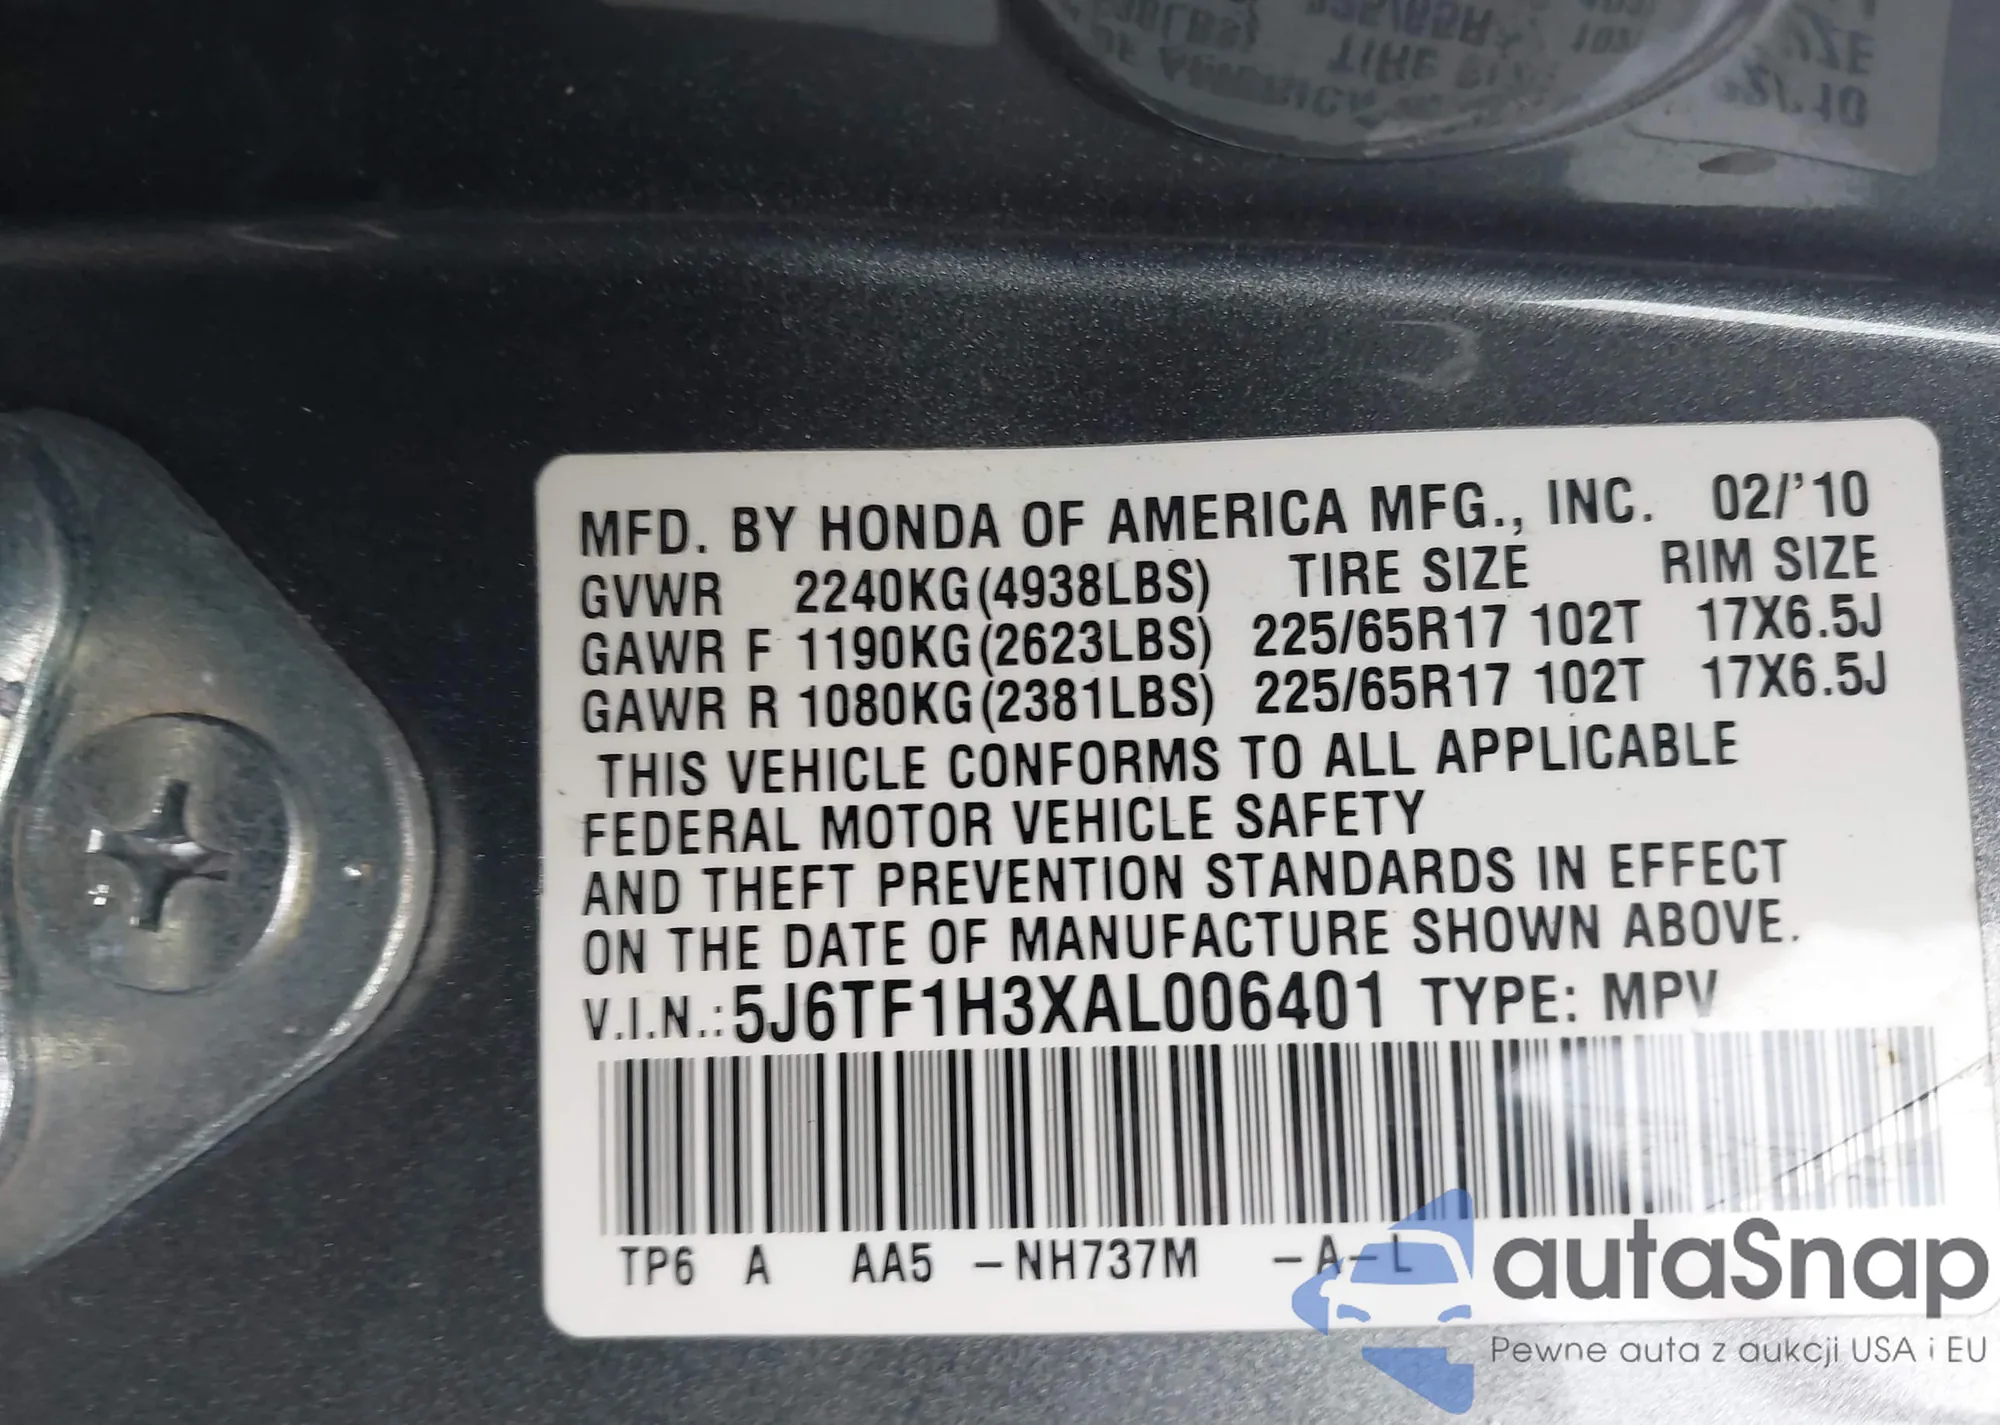 MFD. BY HONDA OF AMERICA MFG., INC. 02/'10
GVWR 2240KG(4938LBS) TIRE SIZE RIM SIZE
GAWR F 1190KG(2623LBS) 225/65R17 102T 17X6.5J
GAWR R 1080KG(2381LBS) 225/65R17 102T 17X6.5J
THIS VEHICLE CONFORMS TO ALL APPLICABLE
FEDERAL MOTOR VEHICLE SAFETY
AND THEFT PREVENTION STANDARDS IN EFFECT
ON THE DATE OF MANUFACTURE SHOWN ABOVE.
V.I.N.:5J6TF1H3XAL006401 TYPE: MPV
TP6 A AA5 -NH737M -A-L
autaSnap
Pewne auta z aukcji USA i EU